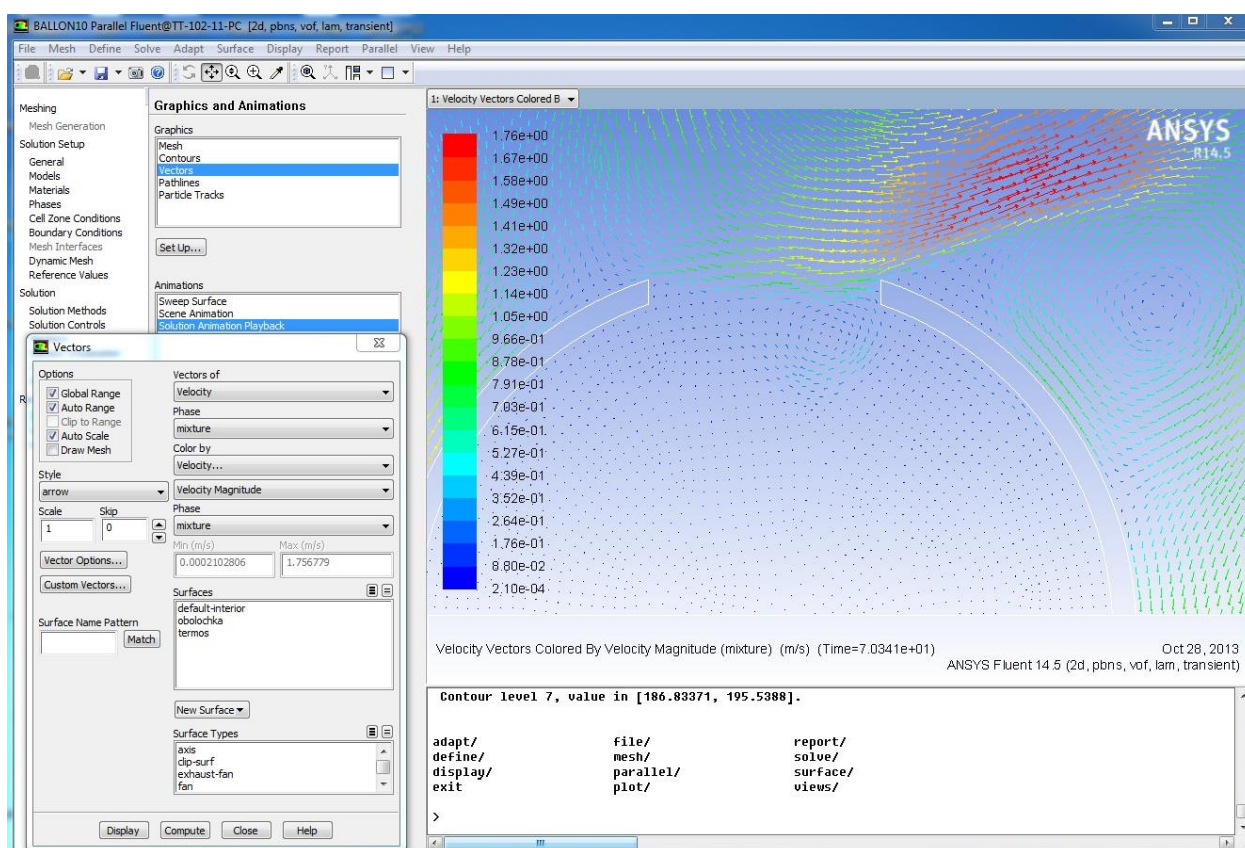 BALLON10 Parallel Fluent@TT-102-11-PC [2d, pbns, vof, lam, transient]
File Mesh Define Solve Adapt Surface Display Report Parallel View Help
Meshing
Mesh Generation
Solution Setup
General
Models
Materials
Phases
Cell Zone Conditions
Boundary Conditions
Mesh Interfaces
Dynamic Mesh
Reference Values
Solution
Solution Methods
Solution Controls
R
Graphics and Animations
Graphics
Mesh
Contours
Vectors
Pathlines
Particle Tracks
Set Up...
Animations
Sweep Surface
Scene Animation
Solution Animation Playback
Vectors
Options
Global Range
Auto Range
Clip to Range
Auto Scale
Draw Mesh
Style
arrow
Scale Skip
1 0
Vector Options...
Custom Vectors...
Surface Name Pattern
Match
Vectors of
Velocity
Phase
mixture
Color by
Velocity...
Velocity Magnitude
Phase
mixture
Min (m/s) Max (m/s)
0.0002102806 1.756779
Surfaces
default-interior
obolochka
termos
New Surface
Surface Types
axis
clip-surf
exhaust-fan
fan
Display Compute Close Help
1: Velocity Vectors Colored B
1.76e+00
1.67e+00
1.58e+00
1.49e+00
1.41e+00
1.32e+00
1.23e+00
1.14e+00
1.05e+00
9.66e-01
8.78e-01
7.91e-01
7.03e-01
6.15e-01
5.27e-01
4.39e-01
3.52e-01
2.64e-01
1.76e-01
8.80e-02
2.10e-04
ANSYS
R14.5
Velocity Vectors Colored By Velocity Magnitude (mixture) (m/s) (Time=7.0341e+01)
Oct 28, 2013
ANSYS Fluent 14.5 (2d, pbns, vof, lam, transient)
Contour level 7, value in [186.83371, 195.5388].
adapt/ file/ report/
define/ mesh/ solve/
display/ parallel/ surface/
exit plot/ views/
>